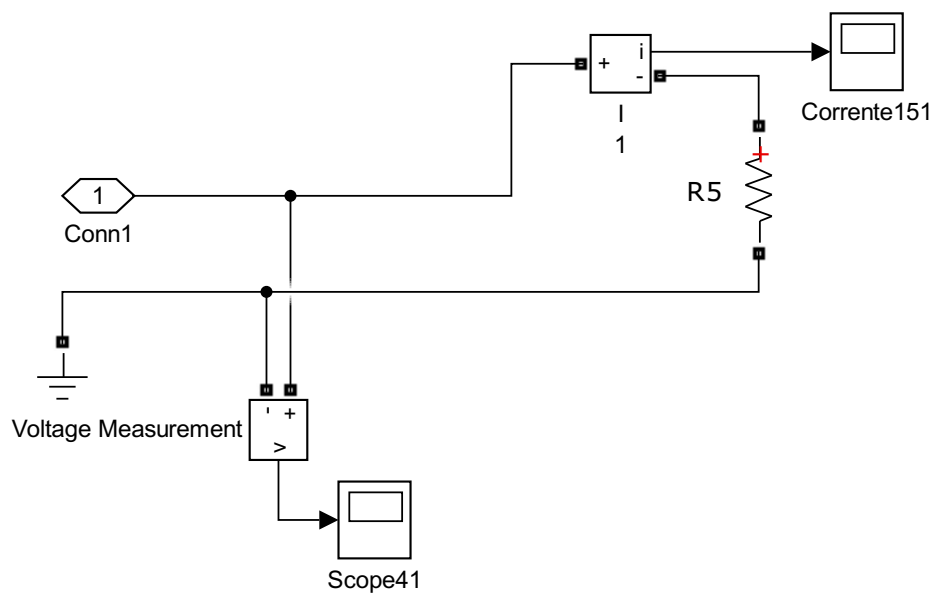 + i
-
Corrente151
I
1
R5
+
1
Conn1
Voltage Measurement
- +
v
Scope41